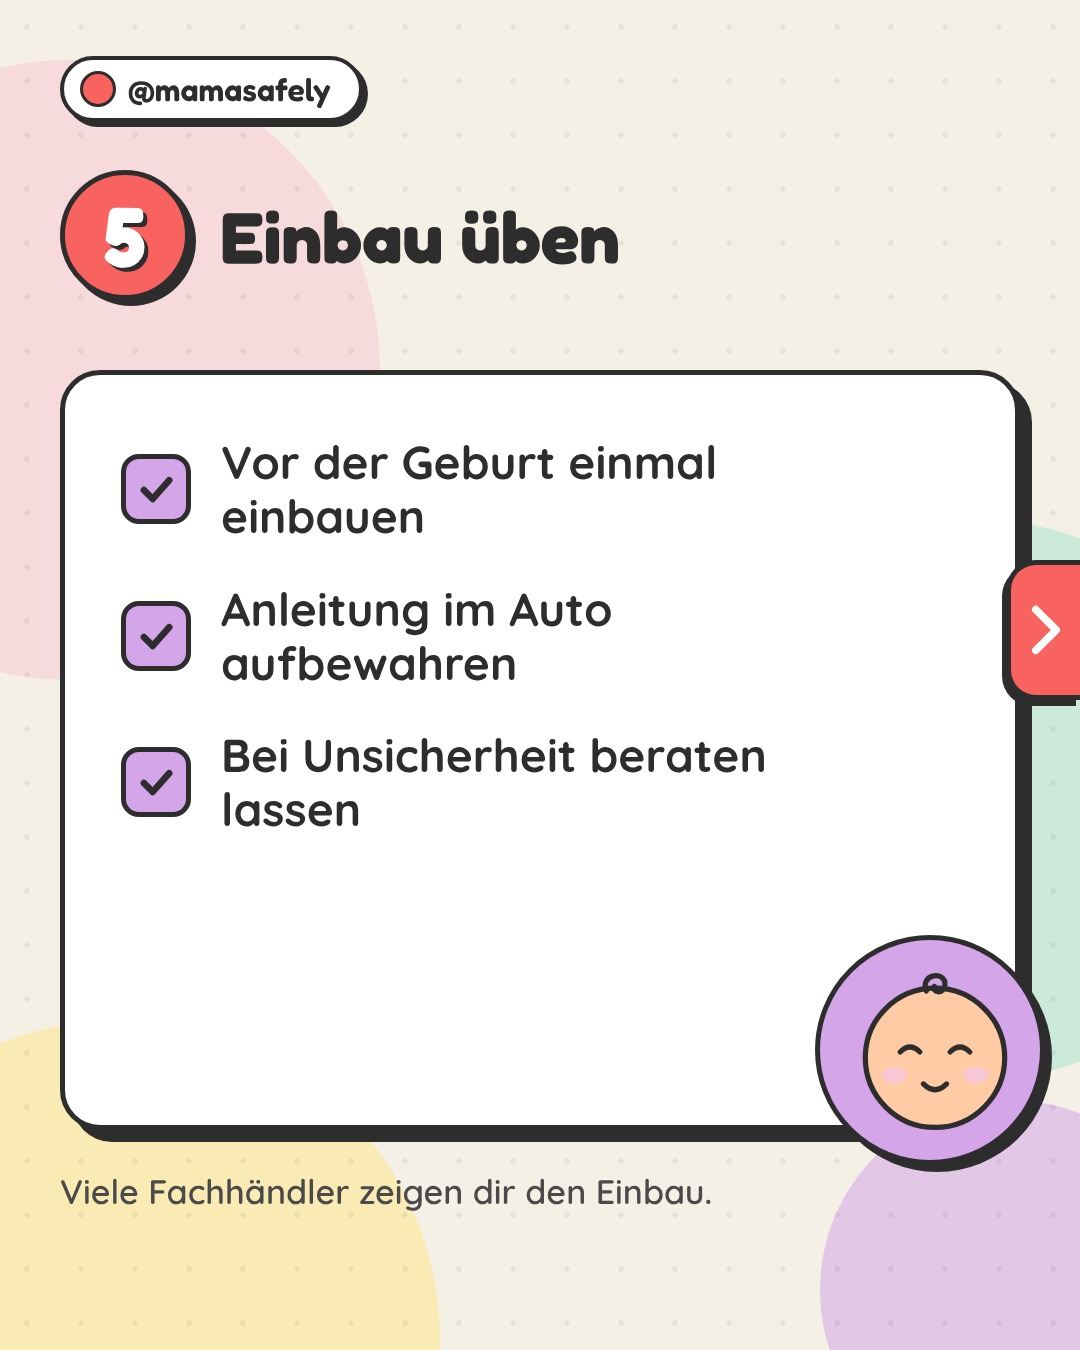 @mamasafely
5 Einbau üben
Vor der Geburt einmal
einbauen
Anleitung im Auto
aufbewahren
Bei Unsicherheit beraten
lassen
Viele Fachhändler zeigen dir den Einbau.